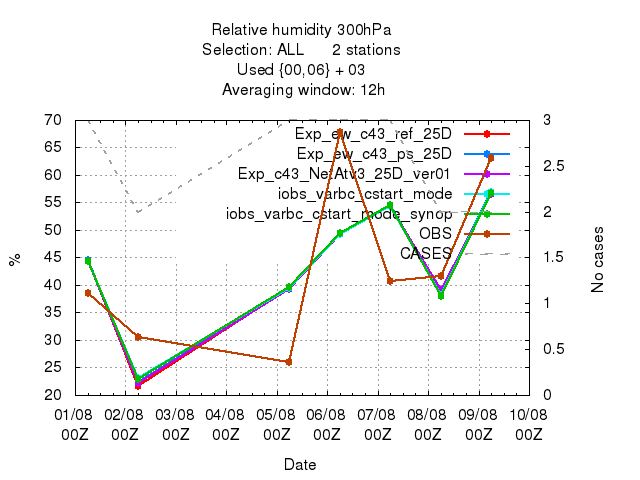 Relative humidity 300hPa
Selection: ALL 2 stations
Used {00,06} + 03
Averaging window: 12h
70
65
60
55
50
45
40
35
30
25
20
%
3
2.5
2
1.5
1
0.5
0
No cases
Exp_ew_c43_ref_25D
Exp_ew_c43_ps_25D
Exp_c43_NetAtv3_25D_ver01
iobs_varbc_cstart_mode
iobs_varbc_cstart_mode_synop
OBS
CASES
01/08 02/08 03/08 04/08 05/08 06/08 07/08 08/08 09/08 10/08
00Z 00Z 00Z 00Z 00Z 00Z 00Z 00Z 00Z 00Z
Date